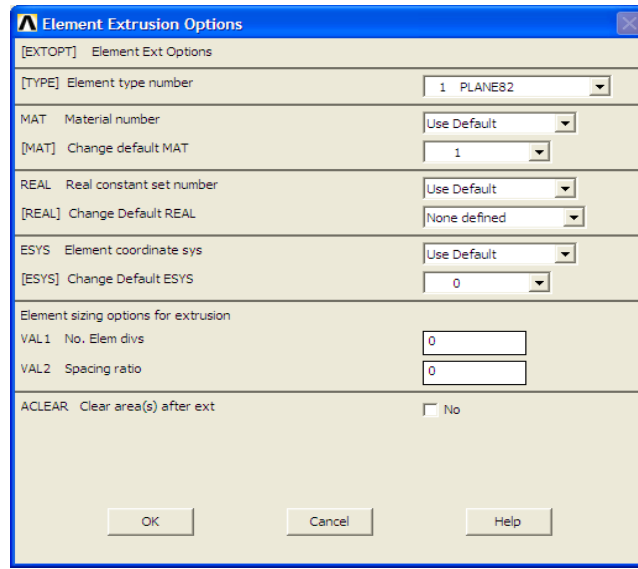 Element Extrusion Options
[EXTOPT] Element Ext Options
[TYPE] Element type number 1 PLANE82
MAT Material number Use Default
[MAT] Change default MAT 1
REAL Real constant set number Use Default
[REAL] Change Default REAL None defined
ESYS Element coordinate sys Use Default
[ESYS] Change Default ESYS 0
Element sizing options for extrusion
VAL1 No. Elem divs 0
VAL2 Spacing ratio 0
ACLEAR Clear area(s) after ext No
OK Cancel Help